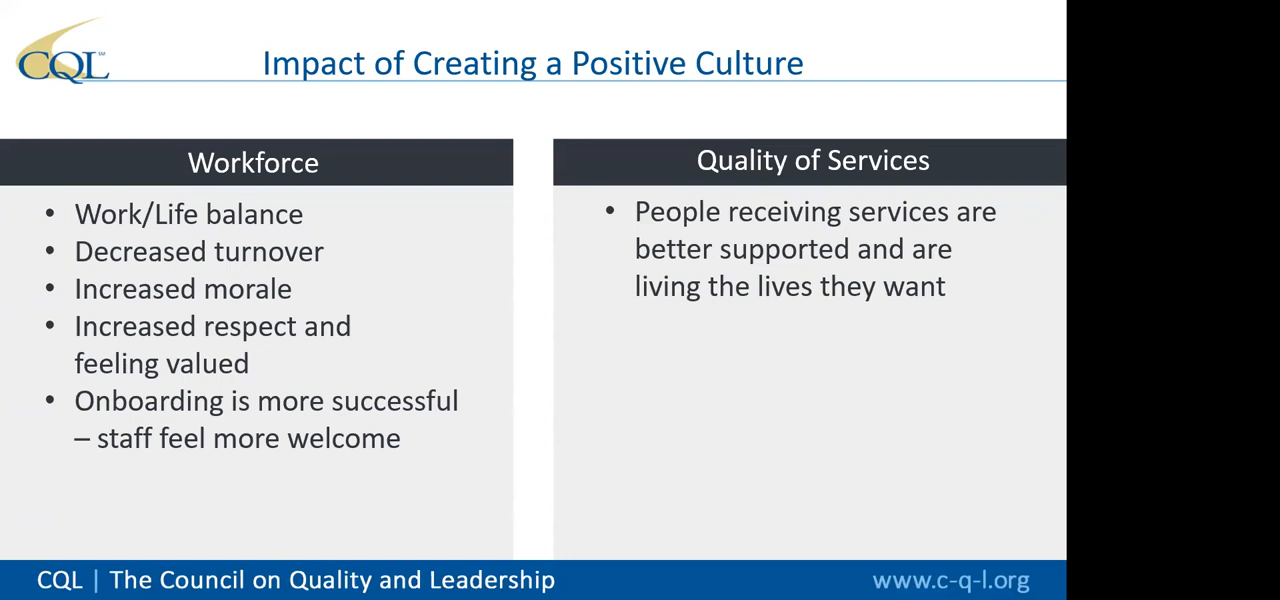 CQL
Impact of Creating a Positive Culture
Workforce
• Work/Life balance
• Decreased turnover
• Increased morale
• Increased respect and
feeling valued
• Onboarding is more successful
– staff feel more welcome
Quality of Services
• People receiving services are
better supported and are
living the lives they want
CQL | The Council on Quality and Leadership
www.c-q-l.org